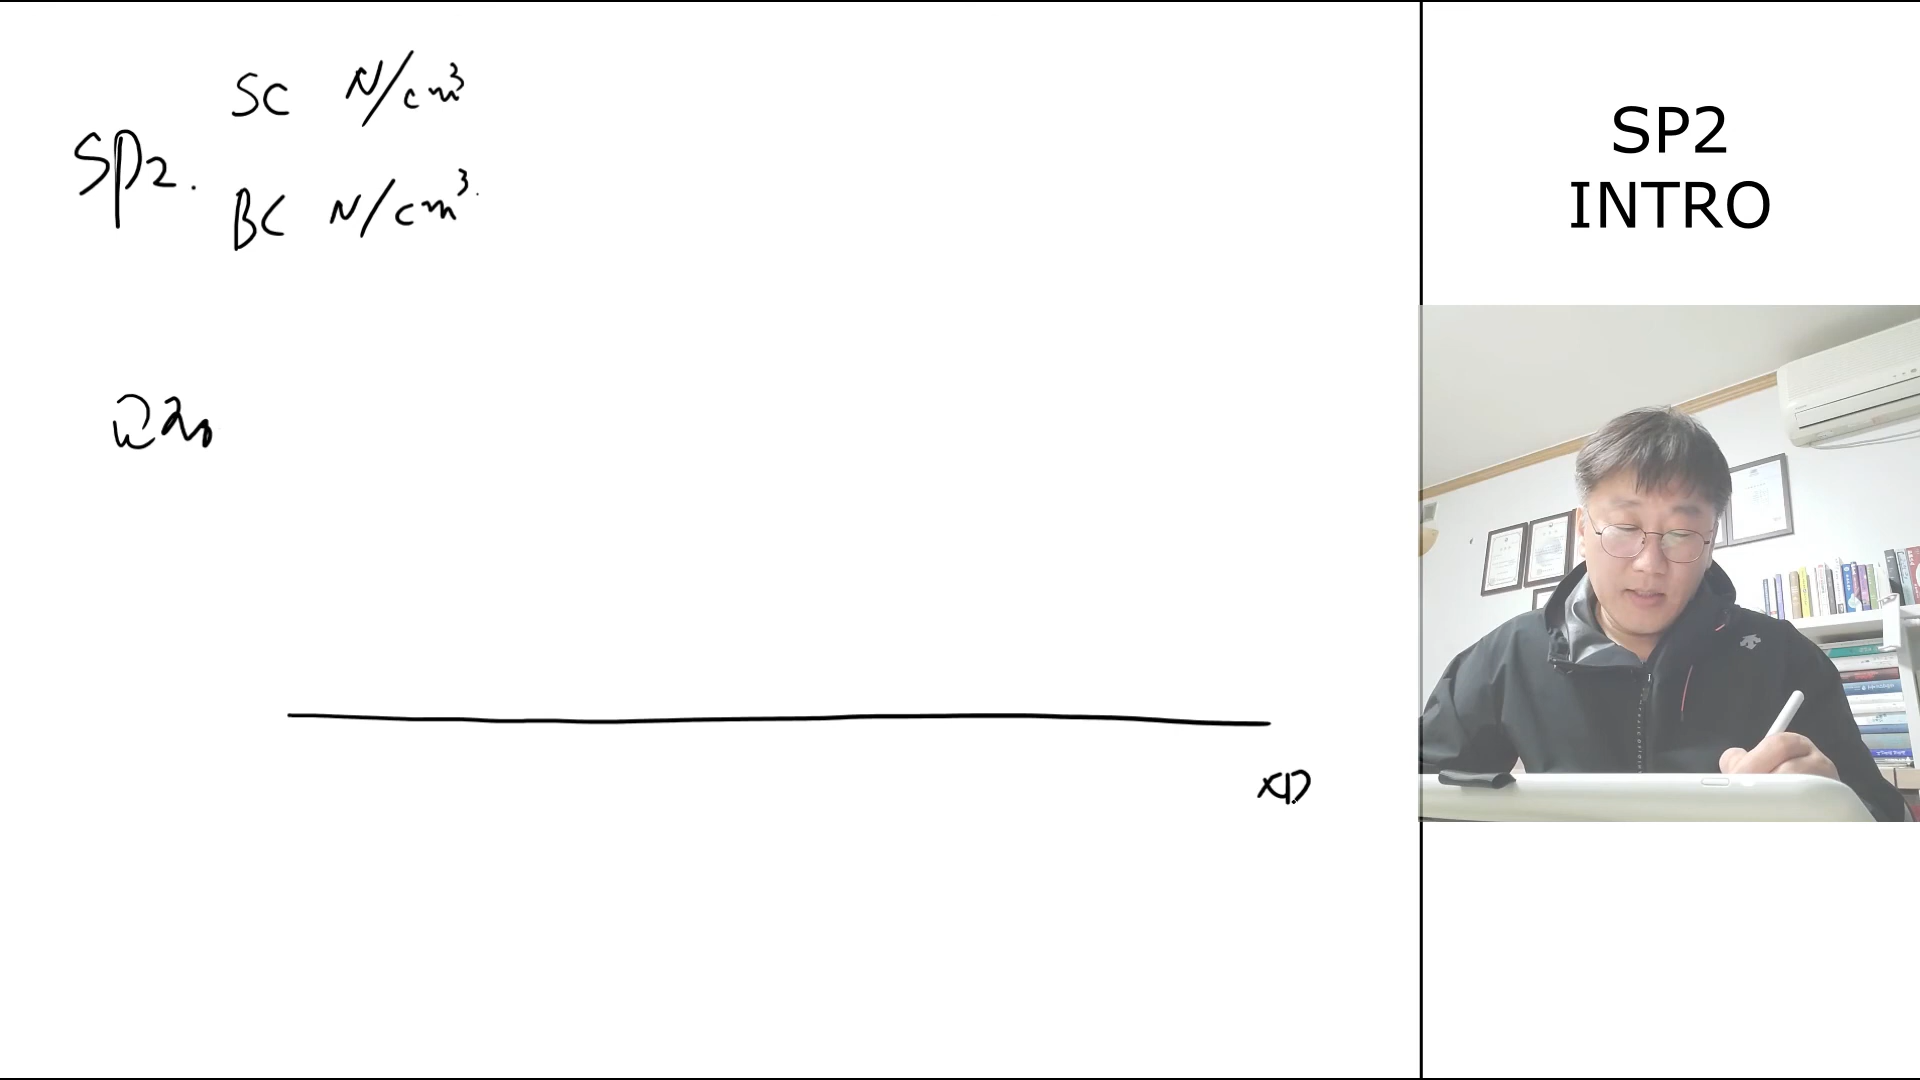 SC N/cm³
SP2.
BC N/cm³.
SP2
INTRO